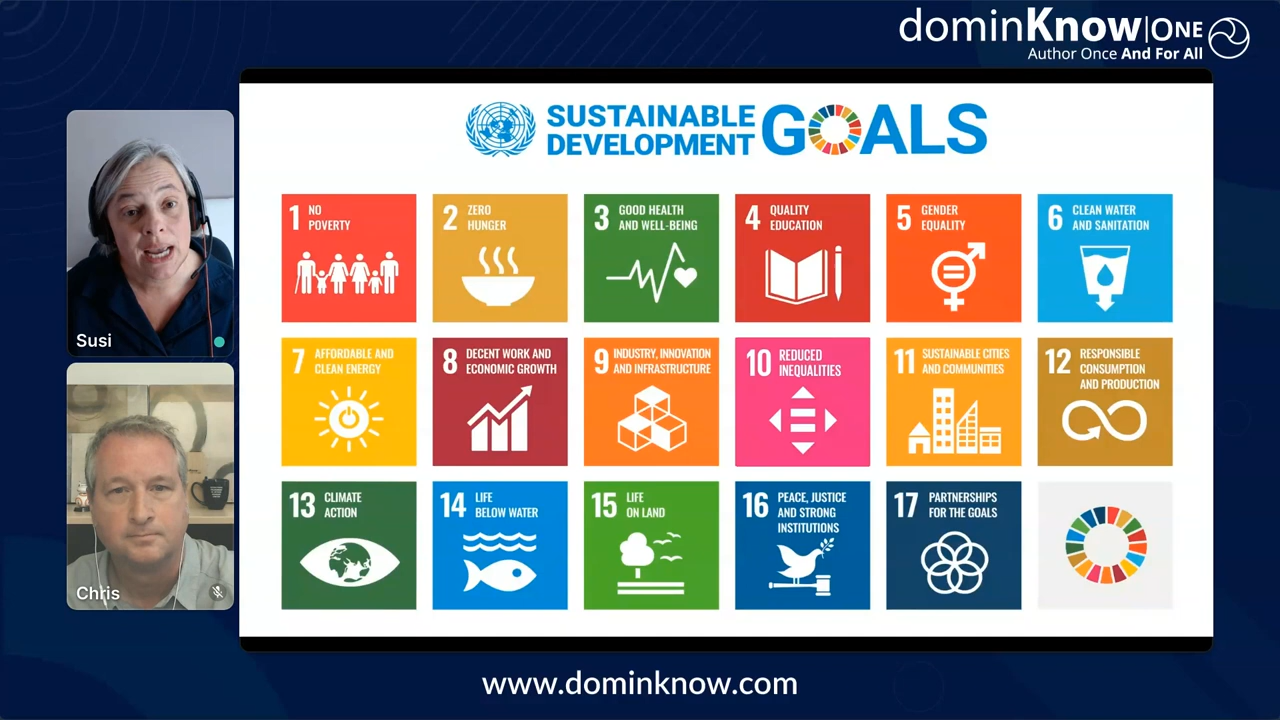 dominKnow|ONE
Author Once And For All
SUSTAINABLE
DEVELOPMENT
GOALS
1 NO
POVERTY
2 ZERO
HUNGER
3 GOOD HEALTH
AND WELL-BEING
4 QUALITY
EDUCATION
5 GENDER
EQUALITY
6 CLEAN WATER
AND SANITATION
7 AFFORDABLE AND
CLEAN ENERGY
8 DECENT WORK AND
ECONOMIC GROWTH
9 INDUSTRY, INNOVATION
AND INFRASTRUCTURE
10 REDUCED
INEQUALITIES
11 SUSTAINABLE CITIES
AND COMMUNITIES
12 RESPONSIBLE
CONSUMPTION
AND PRODUCTION
13 CLIMATE
ACTION
14 LIFE
BELOW WATER
15 LIFE
ON LAND
16 PEACE, JUSTICE
AND STRONG
INSTITUTIONS
17 PARTNERSHIPS
FOR THE GOALS
Susi
Chris
www.dominknow.com